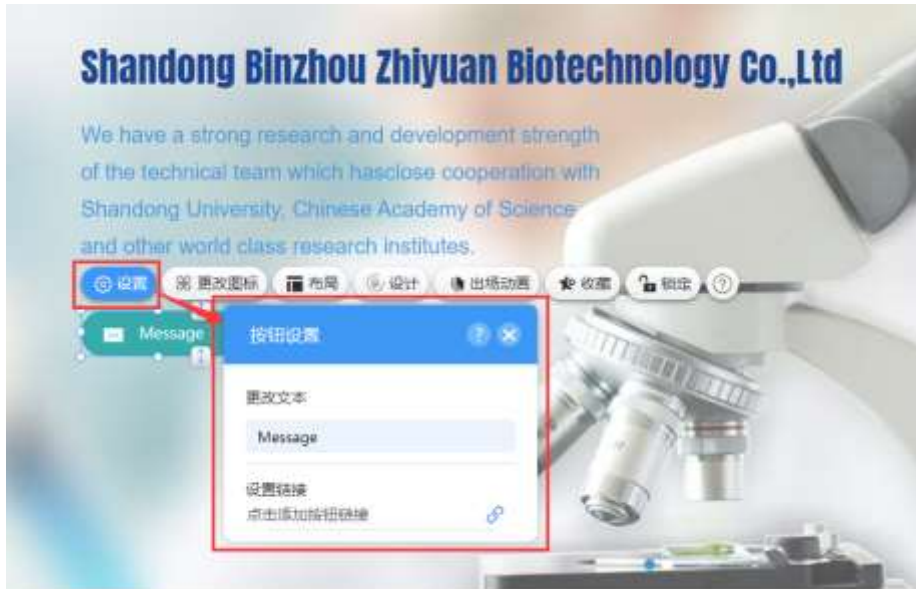 Shandong Binzhou Zhiyuan Biotechnology Co.,Ltd
We have a strong research and development strength
of the technical team which hasclose cooperation with
Shandong University, Chinese Academy of Science
and other world class research institutes.
设置 更改图标 布局 设计 出场动画 收藏 锁定 ?
Message
按钮设置 ?
更改文本
Message
设置链接
点击添加按钮链接